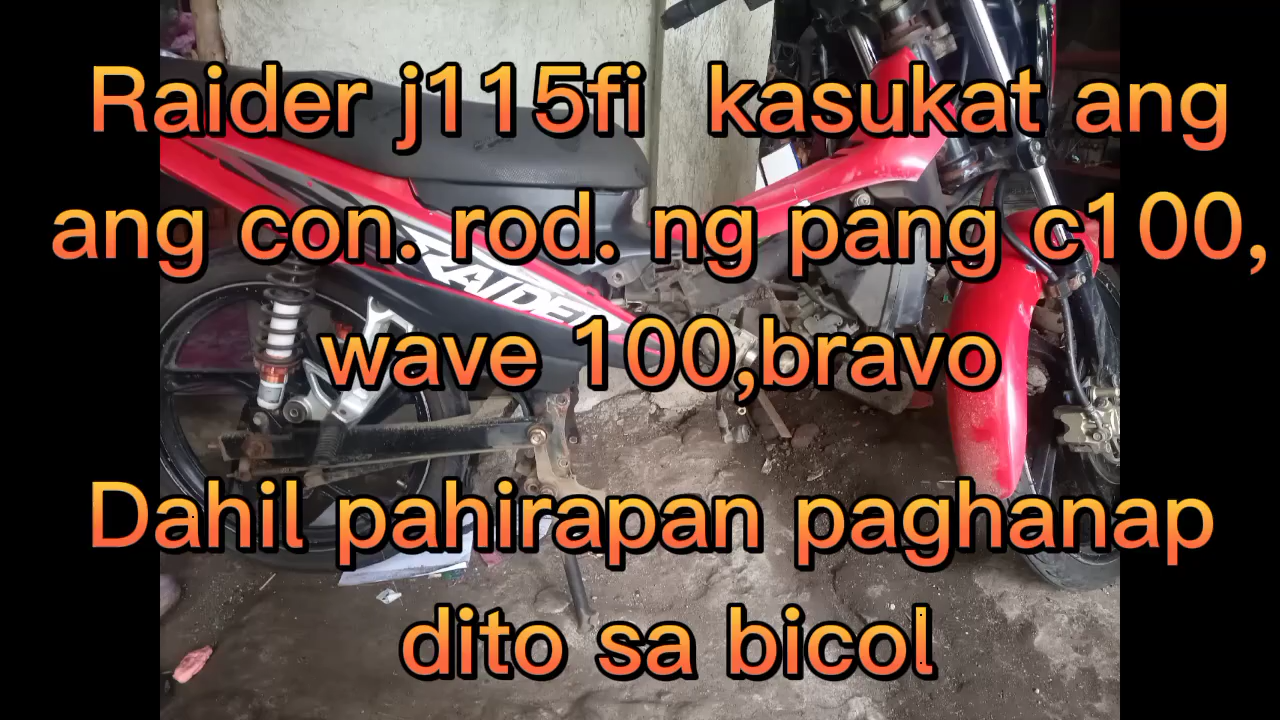 Raider j115fi kasukat ang
ang con. rod. ng pang c100,
wave 100,bravo
Dahil pahirapan paghanap
dito sa bicol
RAIDER